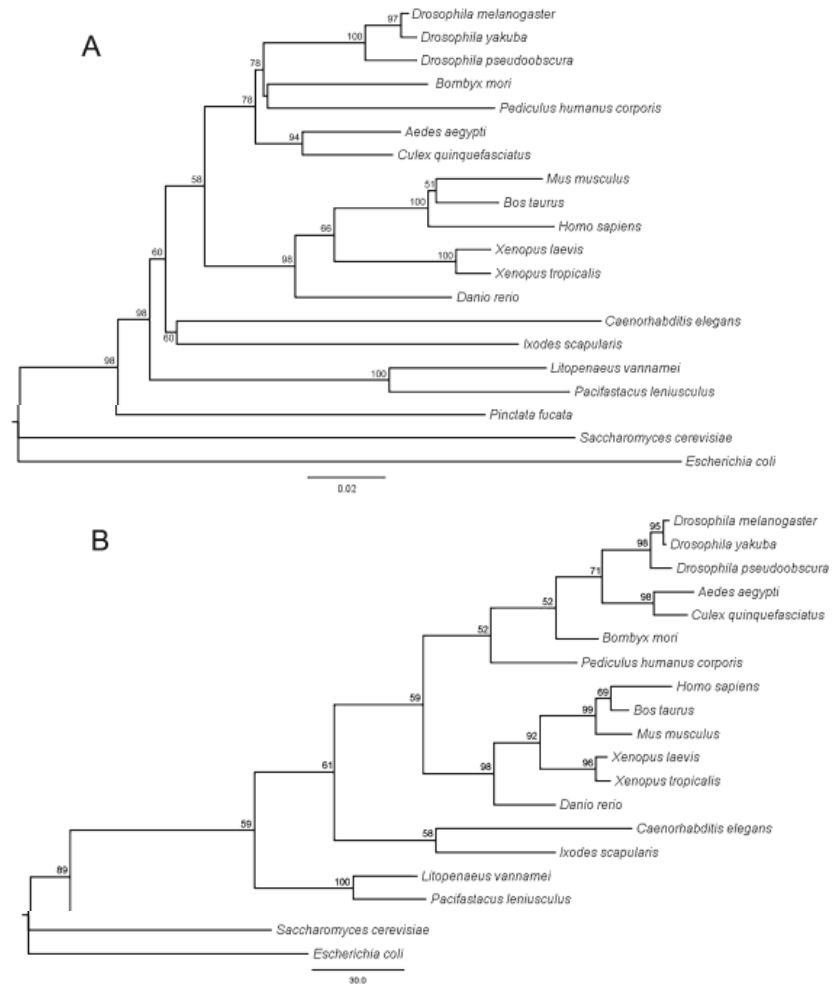 A
97
Drosophila melanogaster
100
Drosophila yakuba
78
Drosophila pseudoobscura
Bombyx mori
78
Pediculus humanus corporis
94
Aedes aegypti
Culex quinquefasciatus
58
51
Mus musculus
100
Bos taurus
Homo sapiens
66
100
Xenopus laevis
98
Xenopus tropicalis
60
Danio rerio
98
Caenorhabditis elegans
60
Ixodes scapularis
98
100
Litopenaeus vannamei
Pacifastacus leniusculus
Pinctata fucata
Saccharomyces cerevisiae
Escherichia coli
0.02
B
95
Drosophila melanogaster
98
Drosophila yakuba
71
Drosophila pseudoobscura
98
Aedes aegypti
52
Culex quinquefasciatus
52
Bombyx mori
Pediculus humanus corporis
59
69
Homo sapiens
99
Bos taurus
92
Mus musculus
96
Xenopus laevis
98
Xenopus tropicalis
61
Danio rerio
58
Caenorhabditis elegans
59
Ixodes scapularis
89
100
Litopenaeus vannamei
Pacifastacus leniusculus
Saccharomyces cerevisiae
Escherichia coli
30.0